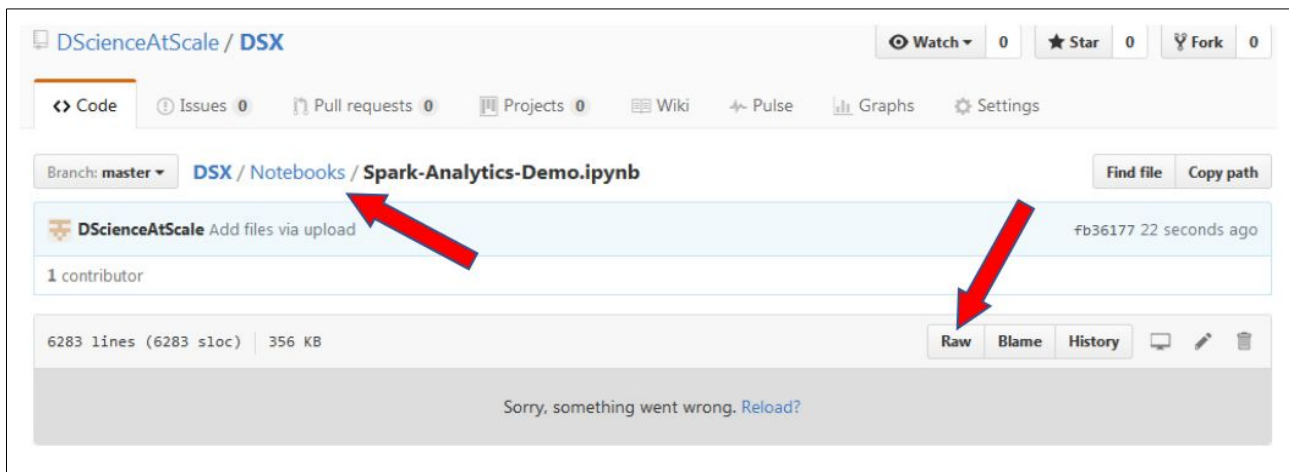 DScienceAtScale / DSX Watch 0 Star 0 Fork 0
Code Issues 0 Pull requests 0 Projects 0 Wiki Pulse Graphs Settings
Branch: master DSX / Notebooks / Spark-Analytics-Demo.ipynb Find file Copy path
DScienceAtScale Add files via upload fb36177 22 seconds ago
1 contributor
6283 lines (6283 sloc) 356 KB Raw Blame History
Sorry, something went wrong. Reload?